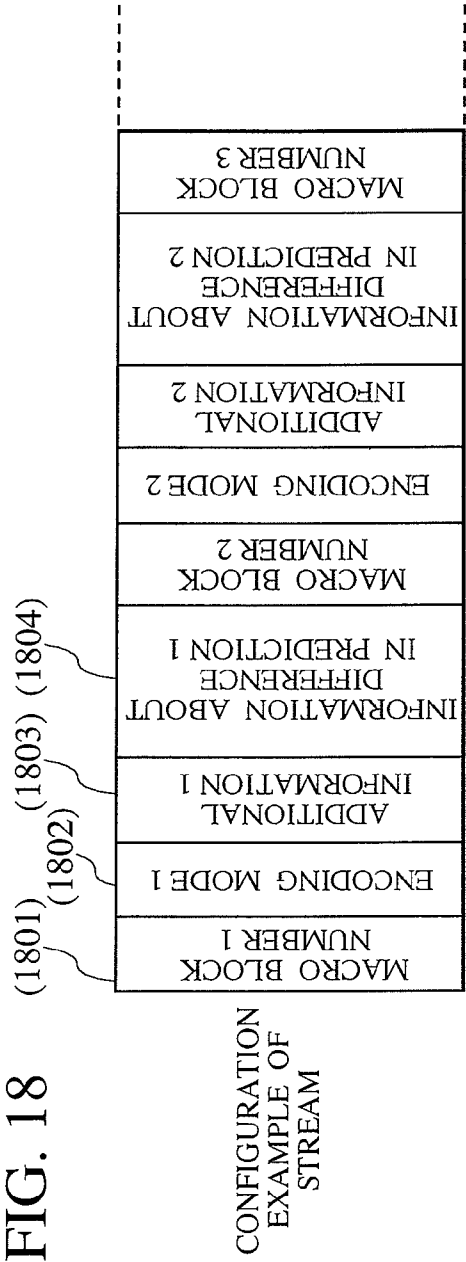 FIG. 18
CONFIGURATION
EXAMPLE OF
STREAM
(1801)
(1802)
(1803)
(1804)
MACRO BLOCK
NUMBER 1
ENCODING MODE 1
ADDITIONAL
INFORMATION 1
INFORMATION ABOUT
DIFFERENCE
IN PREDICTION 1
MACRO BLOCK
NUMBER 2
ENCODING MODE 2
ADDITIONAL
INFORMATION 2
INFORMATION ABOUT
DIFFERENCE
IN PREDICTION 2
MACRO BLOCK
NUMBER 3